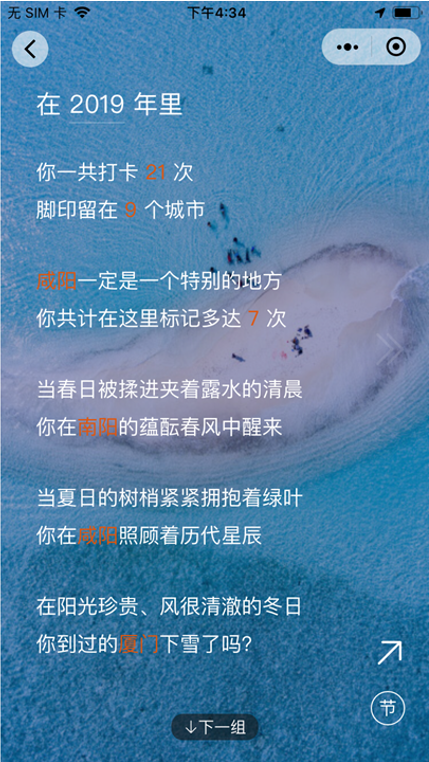 无 SIM 卡
下午4:34
在 2019 年里
你一共打卡 21 次
脚印留在 9 个城市
咸阳一定是一个特别的地方
你共计在这里标记多达 7 次
当春日被揉进夹着露水的清晨
你在南阳的蕴酝春风中醒来
当夏日的树梢紧紧拥抱着绿叶
你在咸阳照顾着历代星辰
在阳光珍贵、风很清澈的冬日
你到过的厦门下雪了吗?
节
↓下一组